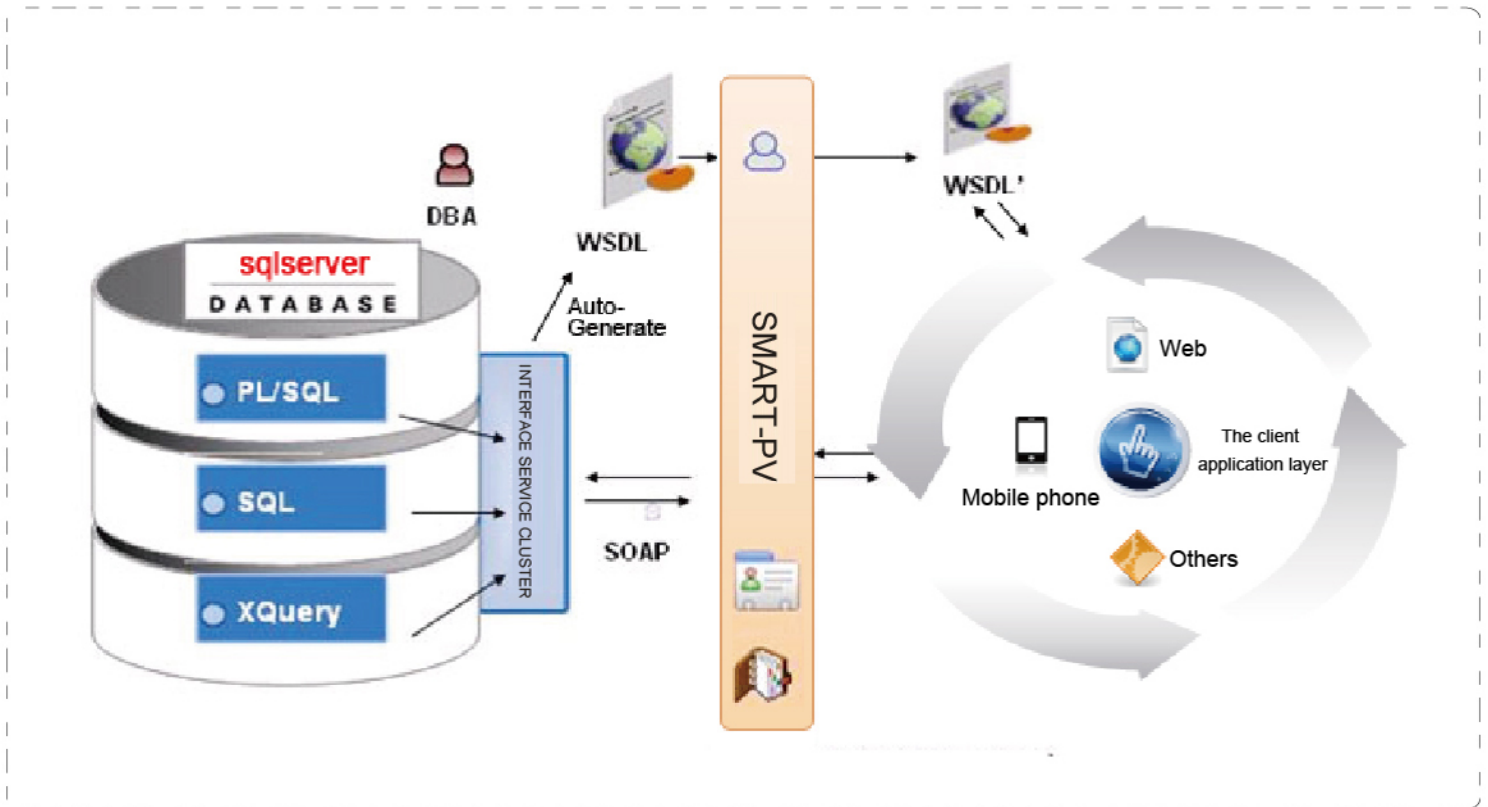 DBA
WSDL
WSDL'
sqlserver
DATABASE
Auto-
Generate
PL/SQL
SQL
XQuery
INTERFACE SERVICE CLUSTER
SOAP
SMART-PV
Web
The client
application layer
Mobile phone
Others